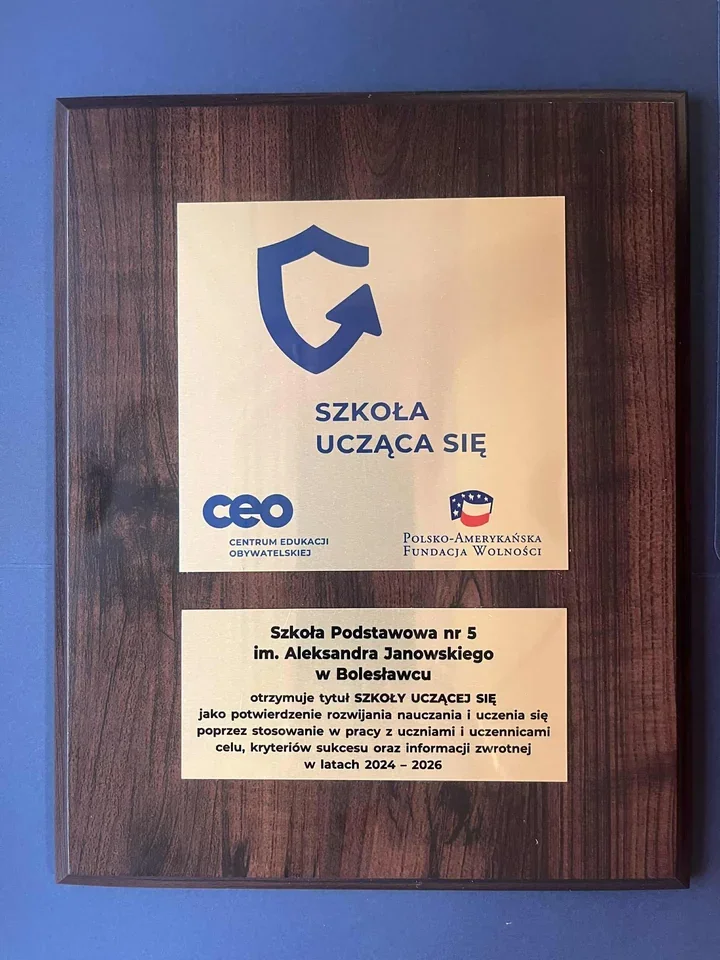 SZKOŁA
UCZĄCA SIĘ
ceo
CENTRUM EDUKACJI
OBYWATELSKIEJ
POLSKO-AMERYKAŃSKA
FUNDACJA WOLNOŚCI
Szkoła Podstawowa nr 5
im. Aleksandra Janowskiego
w Bolesławcu
otrzymuje tytuł SZKOŁY UCZĄCEJ SIĘ
jako potwierdzenie rozwijania nauczania i uczenia się
poprzez stosowanie w pracy z uczniami i uczennicami
celu, kryteriów sukcesu oraz informacji zwrotnej
w latach 2024 – 2026